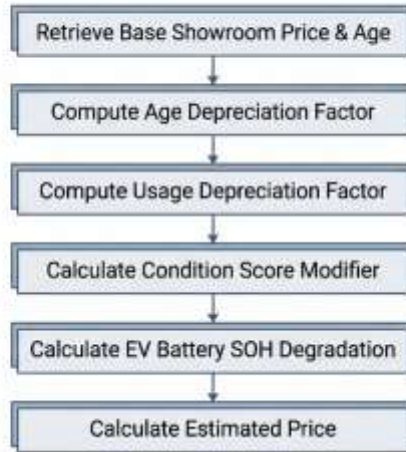 Retrieve Base Showroom Price & Age
Compute Age Depreciation Factor
Compute Usage Depreciation Factor
Calculate Condition Score Modifier
Calculate EV Battery SOH Degradation
Calculate Estimated Price